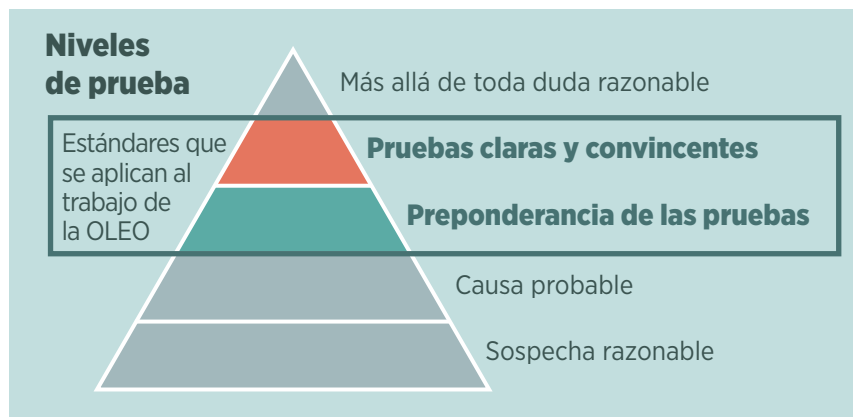 Niveles
de prueba
Más allá de toda duda razonable
Estándares que
se aplican al
trabajo de
la OLEO
Pruebas claras y convincentes
Preponderancia de las pruebas
Causa probable
Sospecha razonable